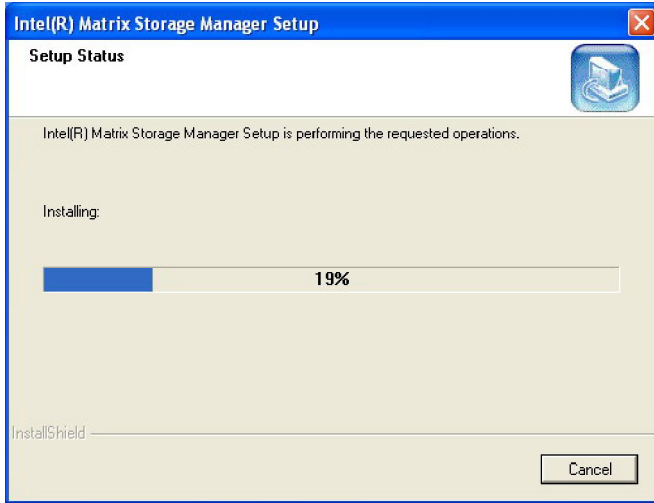 Intel(R) Matrix Storage Manager Setup
Setup Status
Intel(R) Matrix Storage Manager Setup is performing the requested operations.
Installing:
19%
InstallShield
Cancel